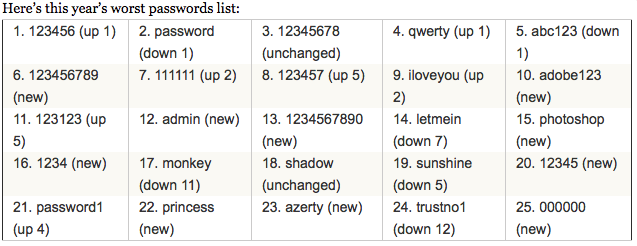 Here's this year's worst passwords list:
1. 123456 (up 1)
2. password
(down 1)
3. 12345678
(unchanged)
4. qwerty (up 1)
5. abc123 (down
1)
6. 123456789
(new)
7. 111111 (up 2)
8. 123457 (up 5)
9. iloveyou (up
2)
10. adobe123
(new)
11. 123123 (up
5)
12. admin (new)
13. 1234567890
(new)
14. letmein
(down 7)
15. photoshop
(new)
16. 1234 (new)
17. monkey
(down 11)
18. shadow
(unchanged)
19. sunshine
(down 5)
20. 12345 (new)
21. password1
(up 4)
22. princess
(new)
23. azerty (new)
24. trustno1
(down 12)
25. 000000
(new)